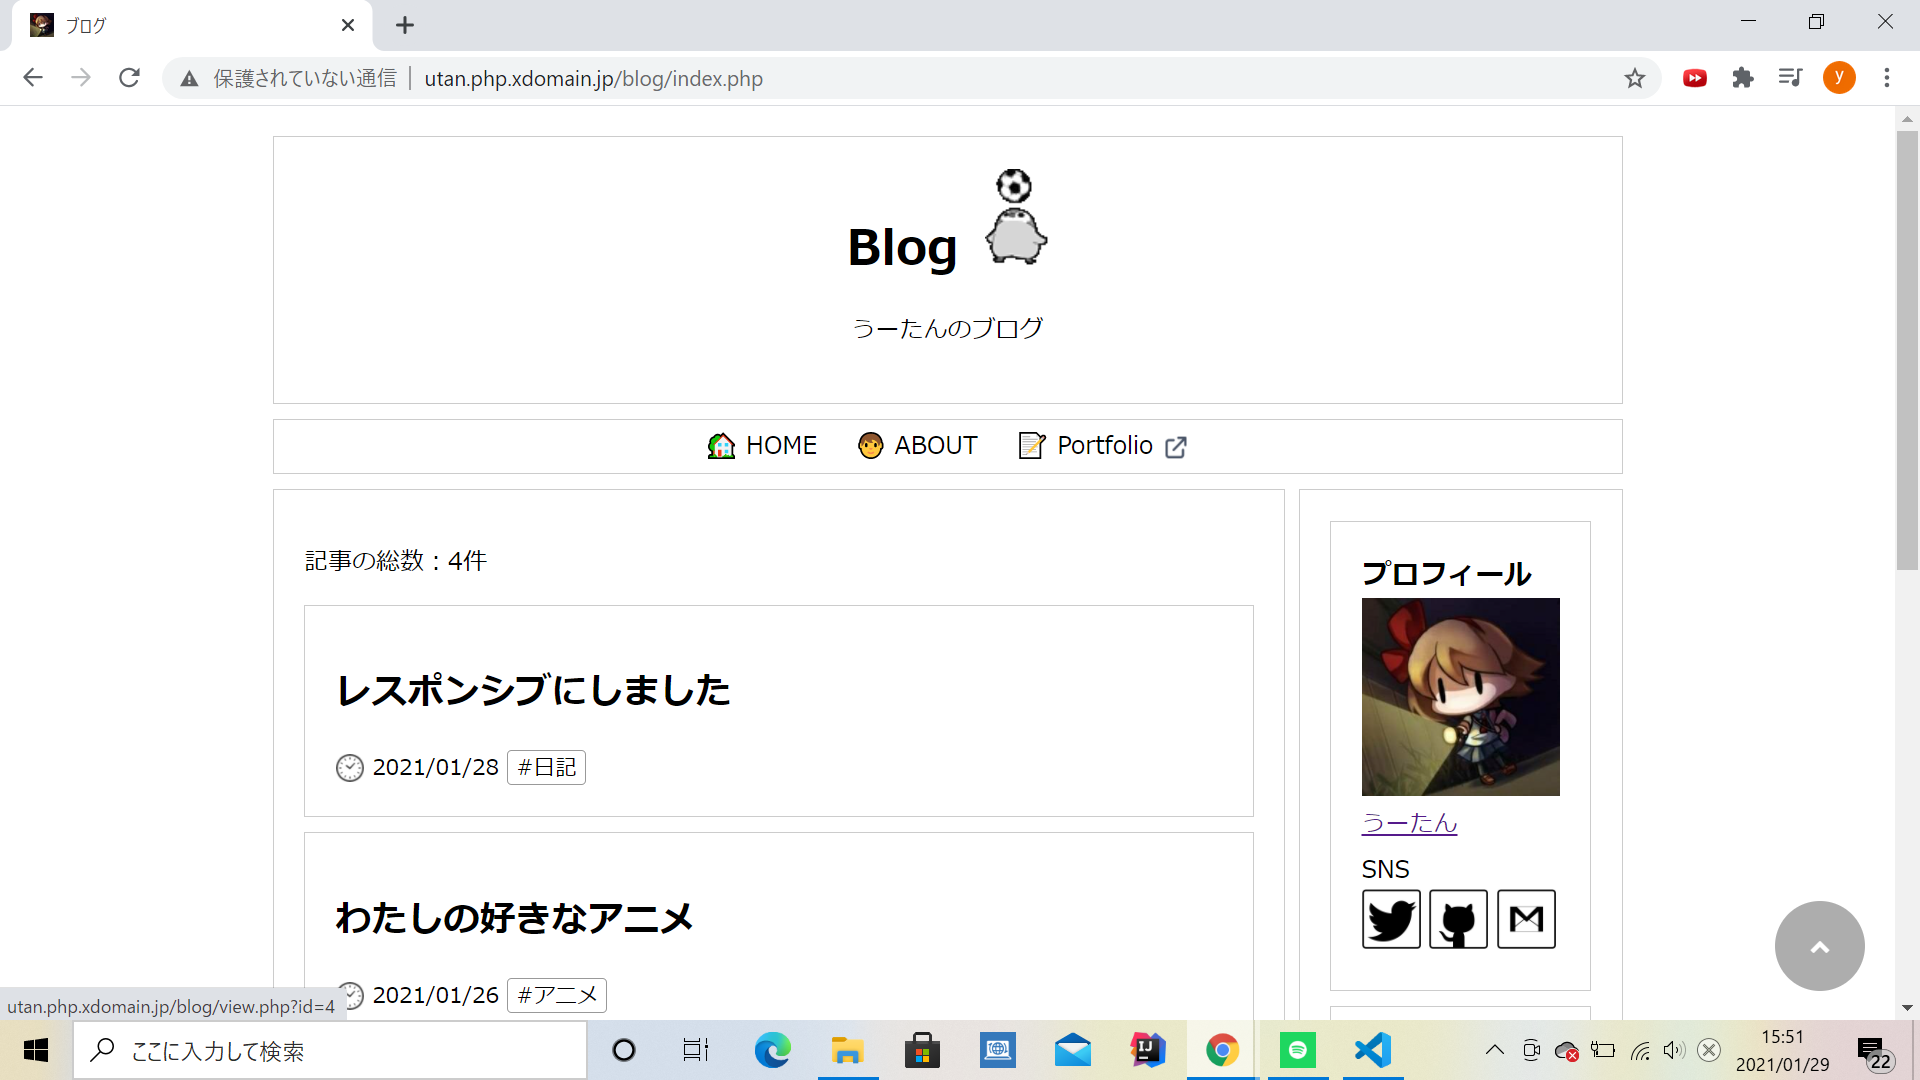 ブログ
保護されていない通信 | utan.php.xdomain.jp/blog/index.php
y
Blog
うーたんのブログ
HOME ABOUT Portfolio
記事の総数：4件
レスポンシブにしました
2021/01/28 #日記
わたしの好きなアニメ
2021/01/26 #アニメ
プロフィール
うーたん
SNS
utan.php.xdomain.jp/blog/view.php?id=4
ここに入力して検索
IJ
15:51
2021/01/29
22